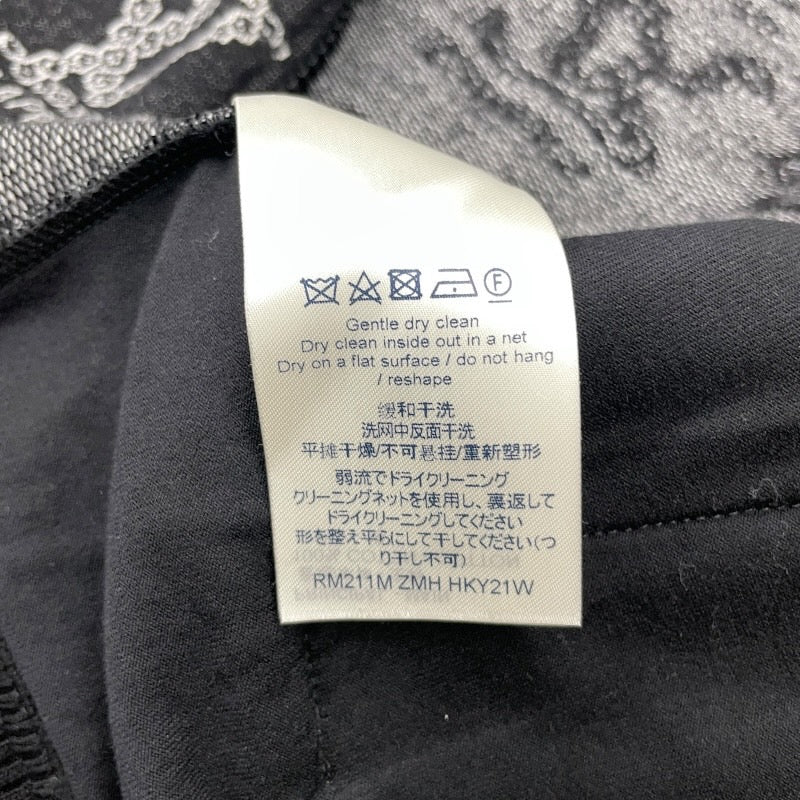 F
Gentle dry clean
Dry clean inside out in a net
Dry on a flat surface / do not hang
/ reshape
缓和干洗
洗网中反面干洗
平摊干燥/不可悬挂/重新塑形
弱流でドライクリーニング
クリーニングネットを使用し、裏返して
ドライクリーニングしてください
形を整え平らにして干してください(つ
り干し不可)
RM211M ZMH HKY21W